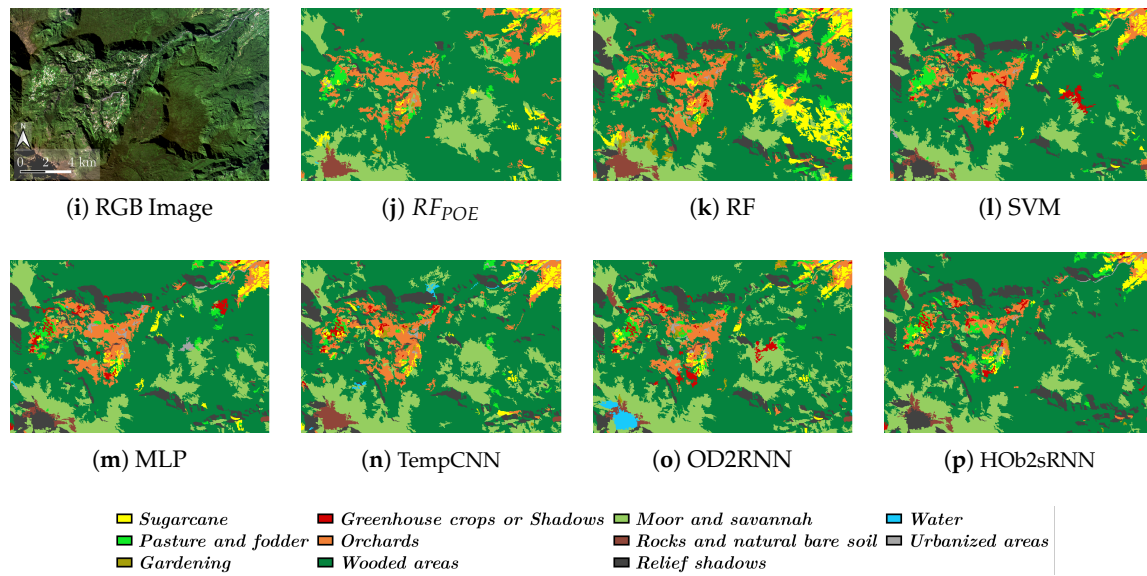 N
0 2 4 km
(i) RGB Image
(j) RF_POE
(k) RF
(l) SVM
(m) MLP
(n) TempCNN
(o) OD2RNN
(p) HOb2sRNN
Sugarcane
Greenhouse crops or Shadows
Moor and savannah
Water
Pasture and fodder
Orchards
Rocks and natural bare soil
Urbanized areas
Gardening
Wooded areas
Relief shadows